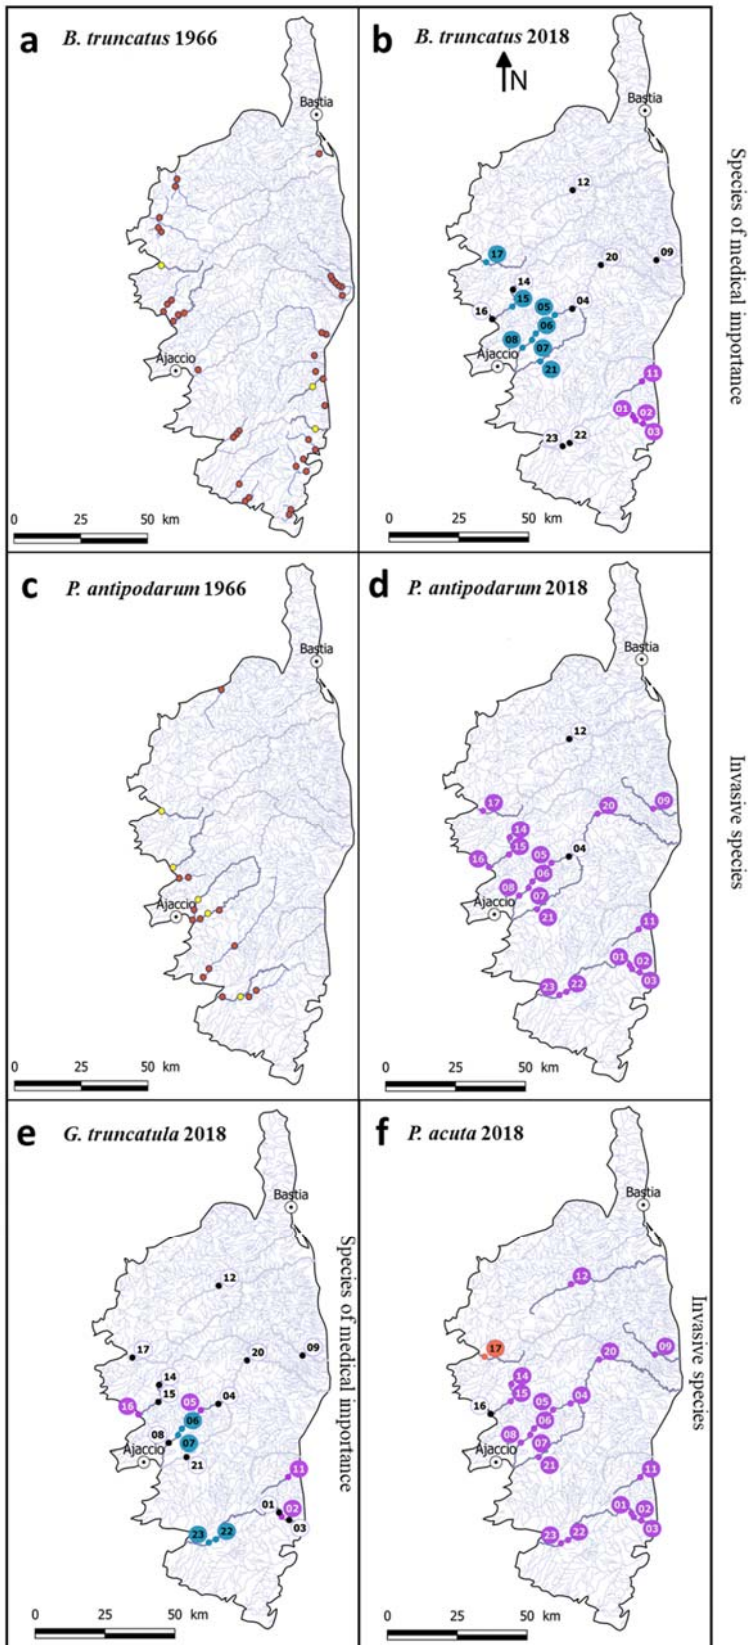 a B. truncatus 1966
Bastia
Ajaccio
0 25 50 km
b B. truncatus 2018
N
Bastia
12
17
20
09
14
15
05
04
16
06
08
07
Ajaccio
21
11
01
02
03
23
22
0 25 50 km
Species of medical importance
c P. antipodarum 1966
Bastia
Ajaccio
0 25 50 km
d P. antipodarum 2018
Bastia
12
17
20
09
14
15
16
05
04
06
08
07
Ajaccio
21
11
01
02
03
23
22
0 25 50 km
Invasive species
e G. truncatula 2018
Bastia
12
17
20
09
14
15
16
05
04
06
08
07
Ajaccio
21
11
01
02
03
23
22
0 25 50 km
Species of medical importance
f P. acuta 2018
Bastia
12
17
20
09
14
15
16
05
04
06
08
07
Ajaccio
21
11
01
02
03
23
22
0 25 50 km
Invasive species